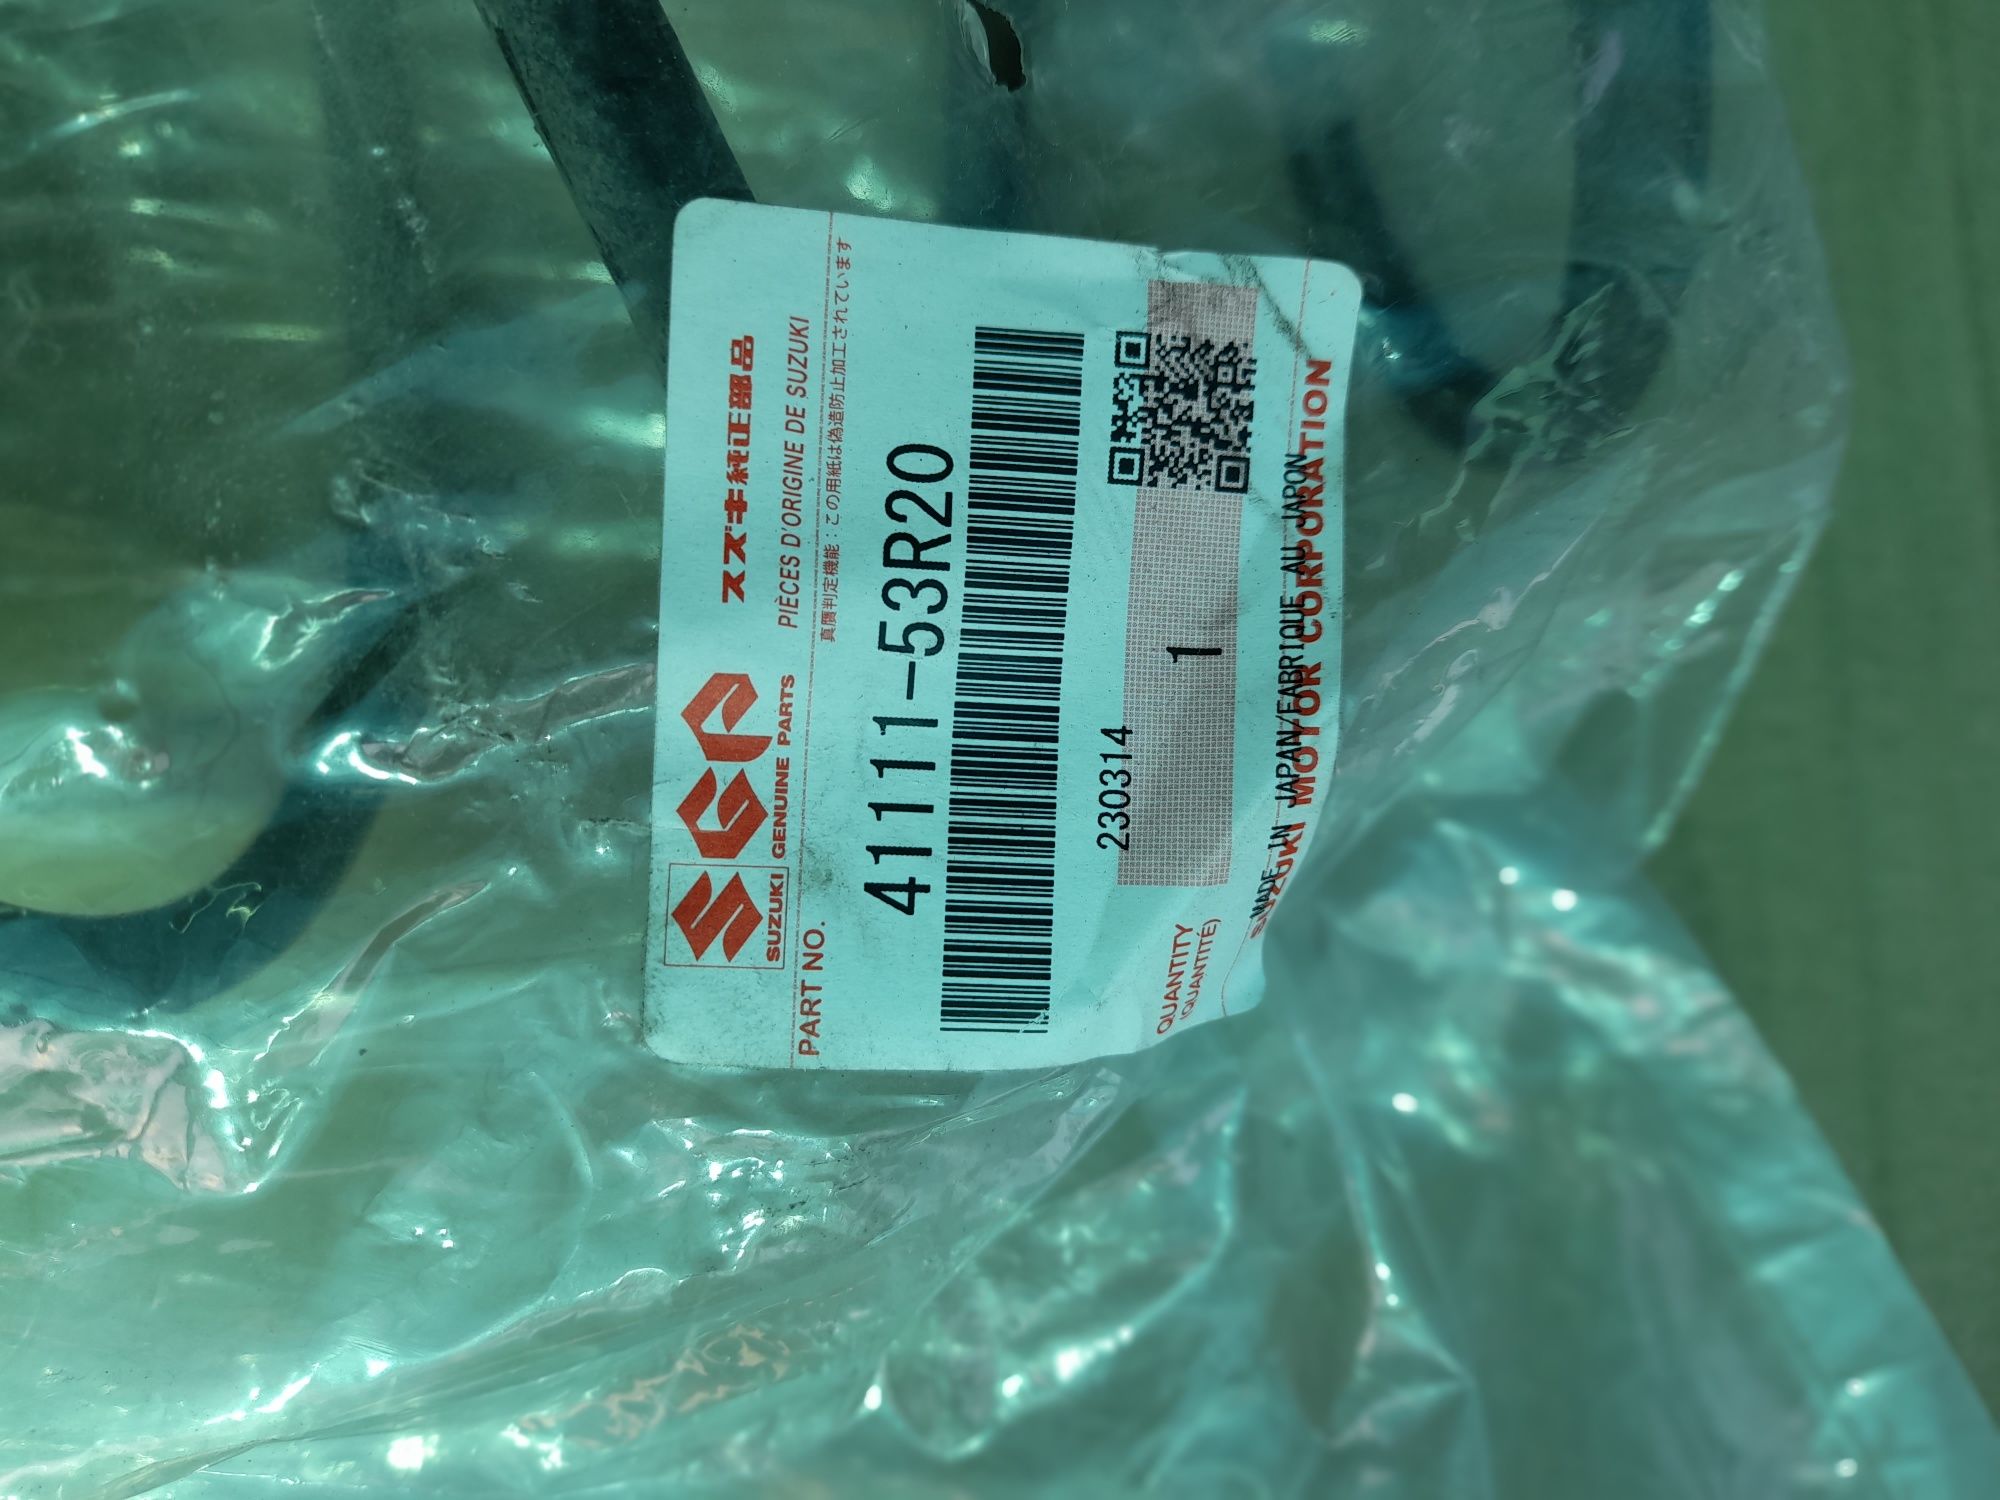 SGP
スズキ純正部品
SUZUKI GENUINE PARTS
PIÈCES D'ORIGINE DE SUZUKI
PART NO.
真贋判定機能：この用紙は偽造防止加工されています
41111-53R20
230314
QUANTITY
(QUANTITÉ)
1
MADE IN JAPAN/FABRIQUE AU JAPON
SUZUKI MOTOR CORPORATION